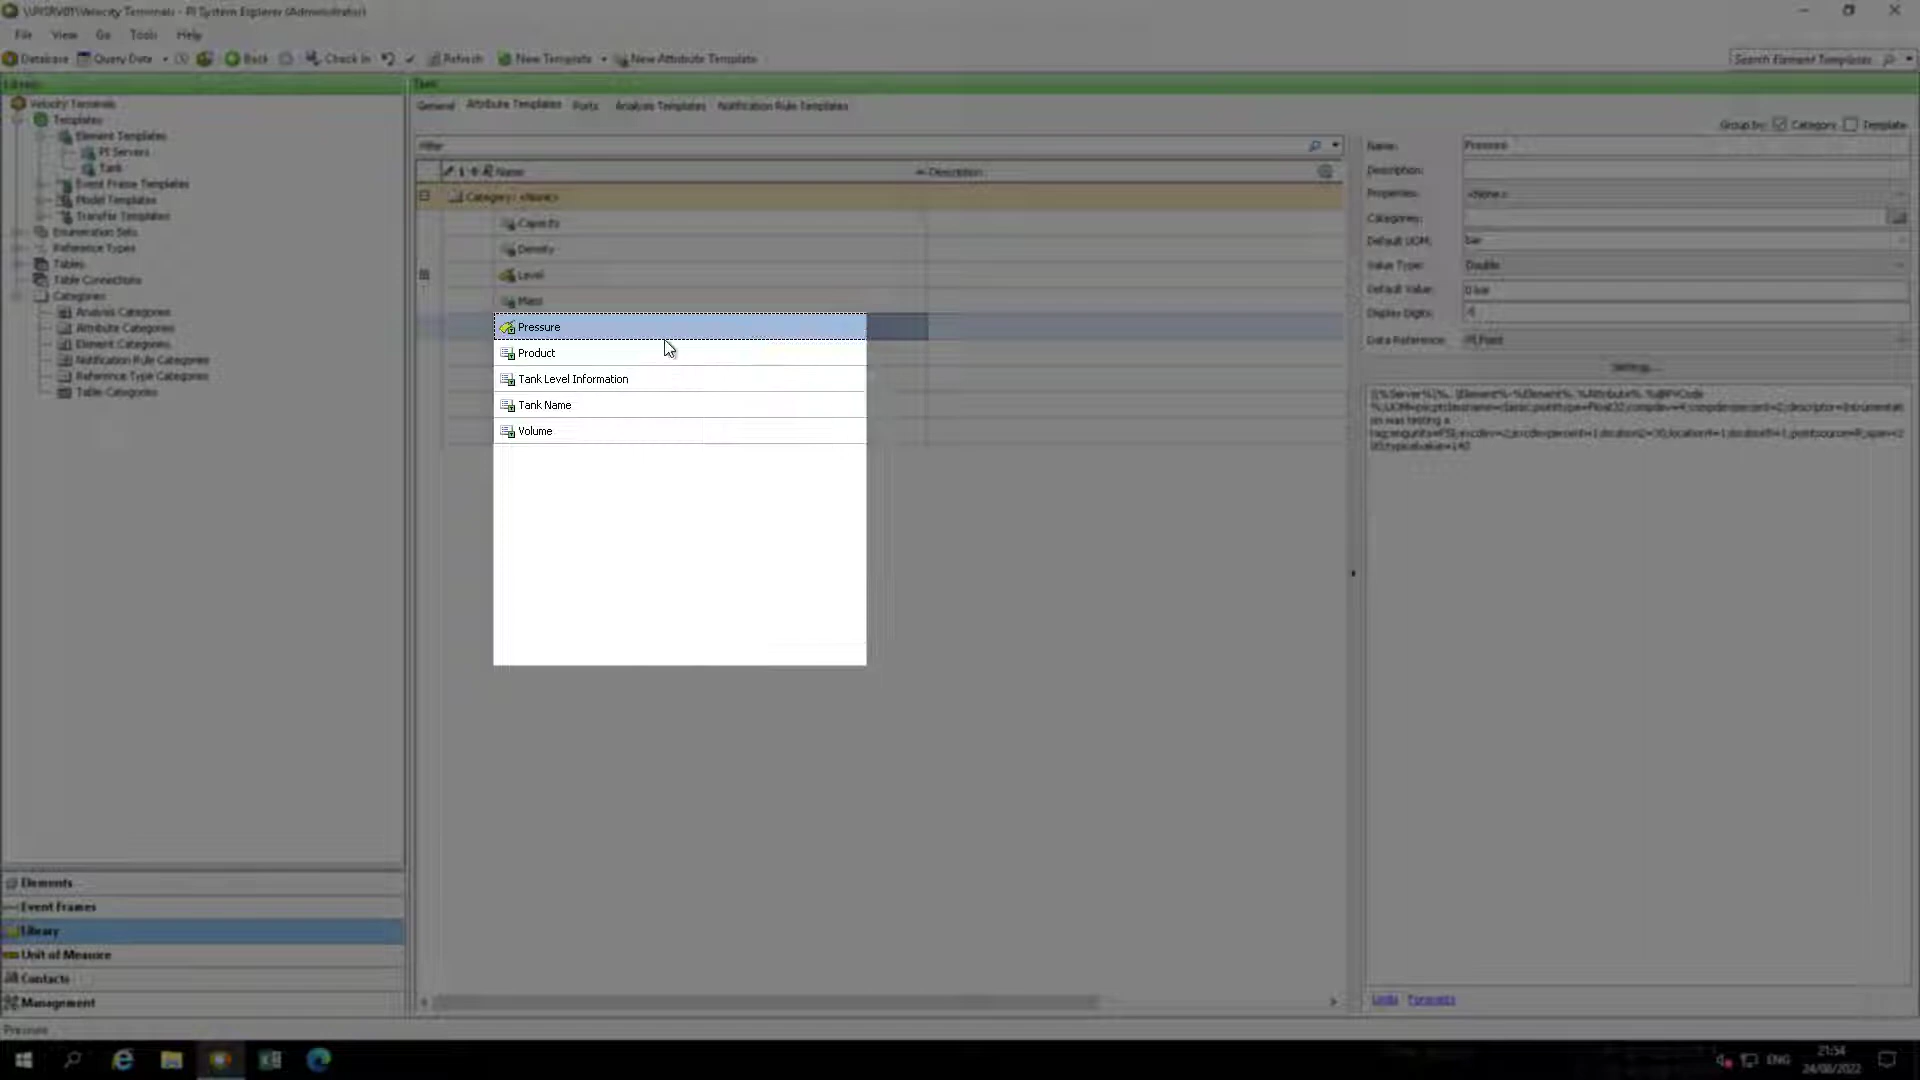 \\PISRV01\Velocity Terminals - PI System Explorer (Administrator)
File View Go Tools Help
Database Query Date Back Check In Refresh New Template New Attribute Template Search Element Templates
Library Tank
Velocity Terminals
Templates
Element Templates
PI Servers
Tank
Event Frame Templates
Model Templates
Transfer Templates
Enumeration Sets
Reference Types
Tables
Table Connections
Categories
Analysis Categories
Attribute Categories
Element Categories
Notification Rule Categories
Reference Type Categories
Table Categories
Elements
Event Frames
Library
Unit of Measure
Contacts
Management
General Attribute Templates Ports Analysis Templates Notification Rule Templates
Group by: Category Template
Filter
Name Description
Category: <None>
Capacity
Density
Level
Mass
Pressure
Product
Tank Level Information
Tank Name
Volume
Name: Pressure
Description:
Properties: <None>
Categories:
Default UOM: bar
Value Type: Double
Default Value: 0 bar
Display Digits:
Data Reference: PI Point
Settings...
Limits Forecasts
Pressure
ENG
21:54
24/08/2022